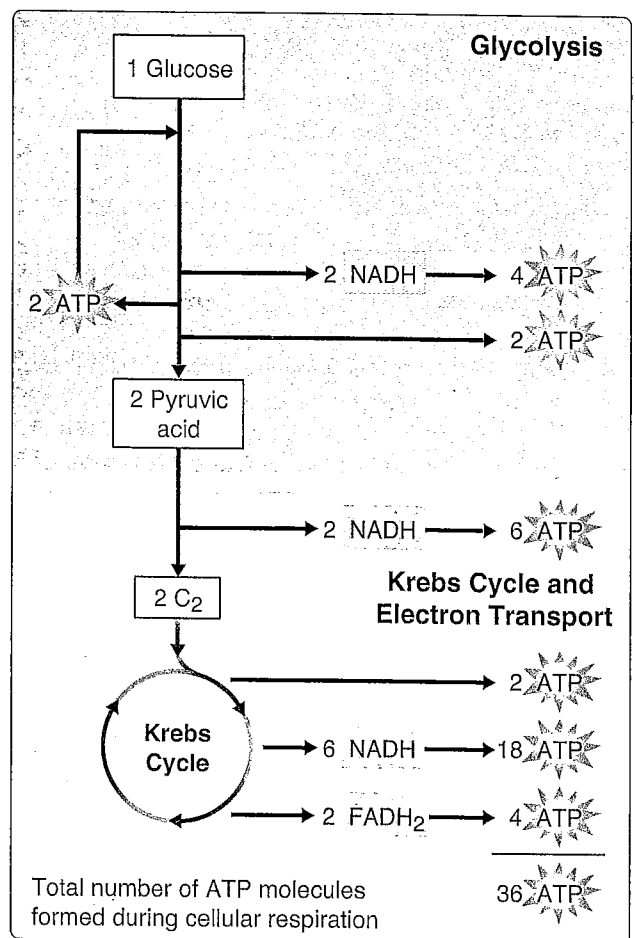 Glycolysis
1 Glucose
2 NADH
4 ATP
2 ATP
2 ATP
2 Pyruvic
acid
2 NADH
6 ATP
Krebs Cycle and
Electron Transport
2 C₂
2 ATP
Krebs
Cycle
6 NADH
18 ATP
2 FADH₂
4 ATP
Total number of ATP molecules
formed during cellular respiration
36 ATP